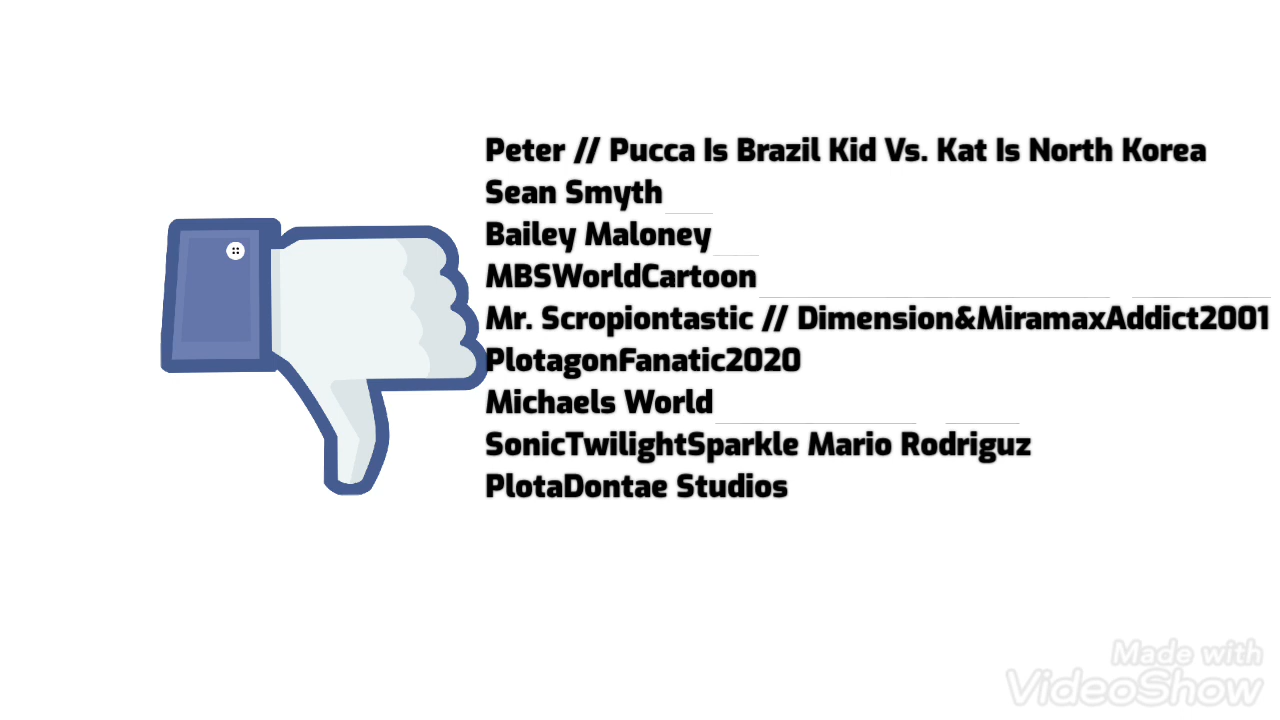 Peter // Pucca Is Brazil Kid Vs. Kat Is North Korea
Sean Smyth
Bailey Maloney
MBSWorldCartoon
Mr. Scropiontastic // Dimension&MiramaxAddict2001
PlotagonFanatic2020
Michaels World
SonicTwilightSparkle Mario Rodriguz
PlotaDontae Studios
Made with
VideoShow